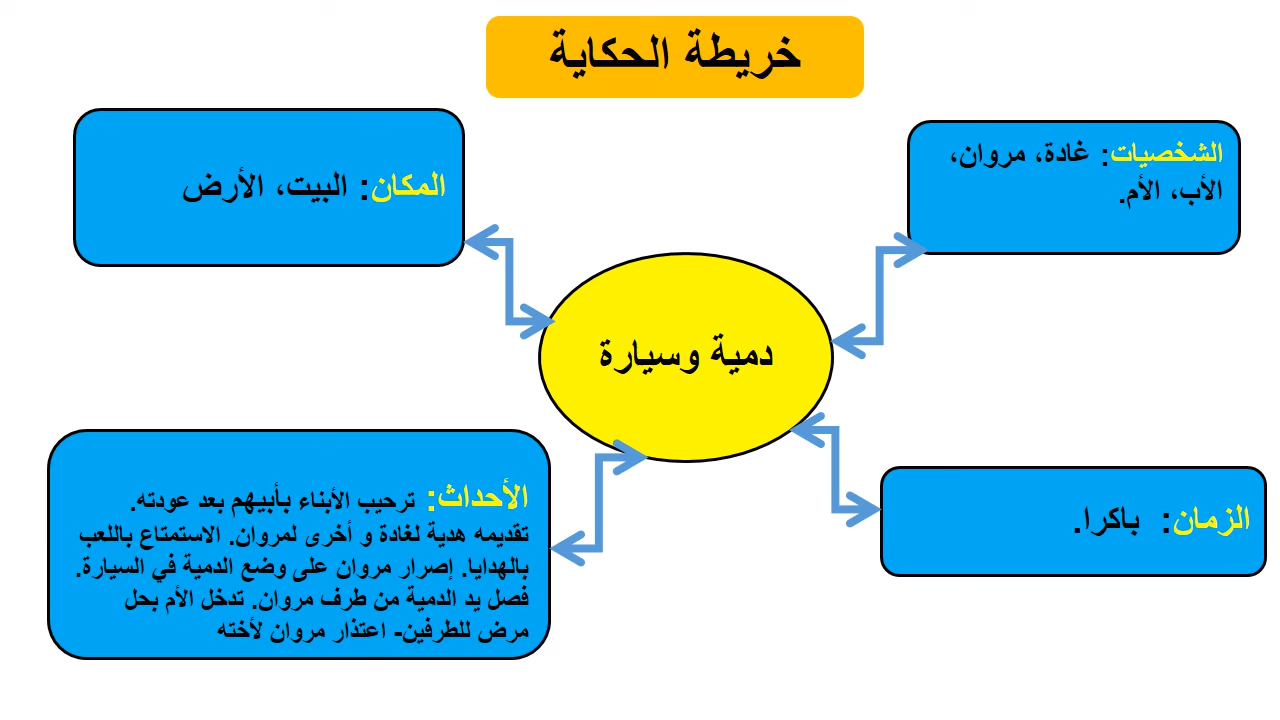 خريطة الحكاية
الشخصيات: غادة، مروان،
الأب، الأم.
المكان: البيت، الأرض
دمية وسيارة
الزمان: باكرا.
الأحداث: ترحيب الأبناء بأبيهم بعد عودته.
تقديمه هدية لغادة و أخرى لمروان. الاستمتاع باللعب
بالهدايا. إصرار مروان على وضع الدمية في السيارة.
فصل يد الدمية من طرف مروان. تدخل الأم بحل
مرض للطرفين- اعتذار مروان لأخته